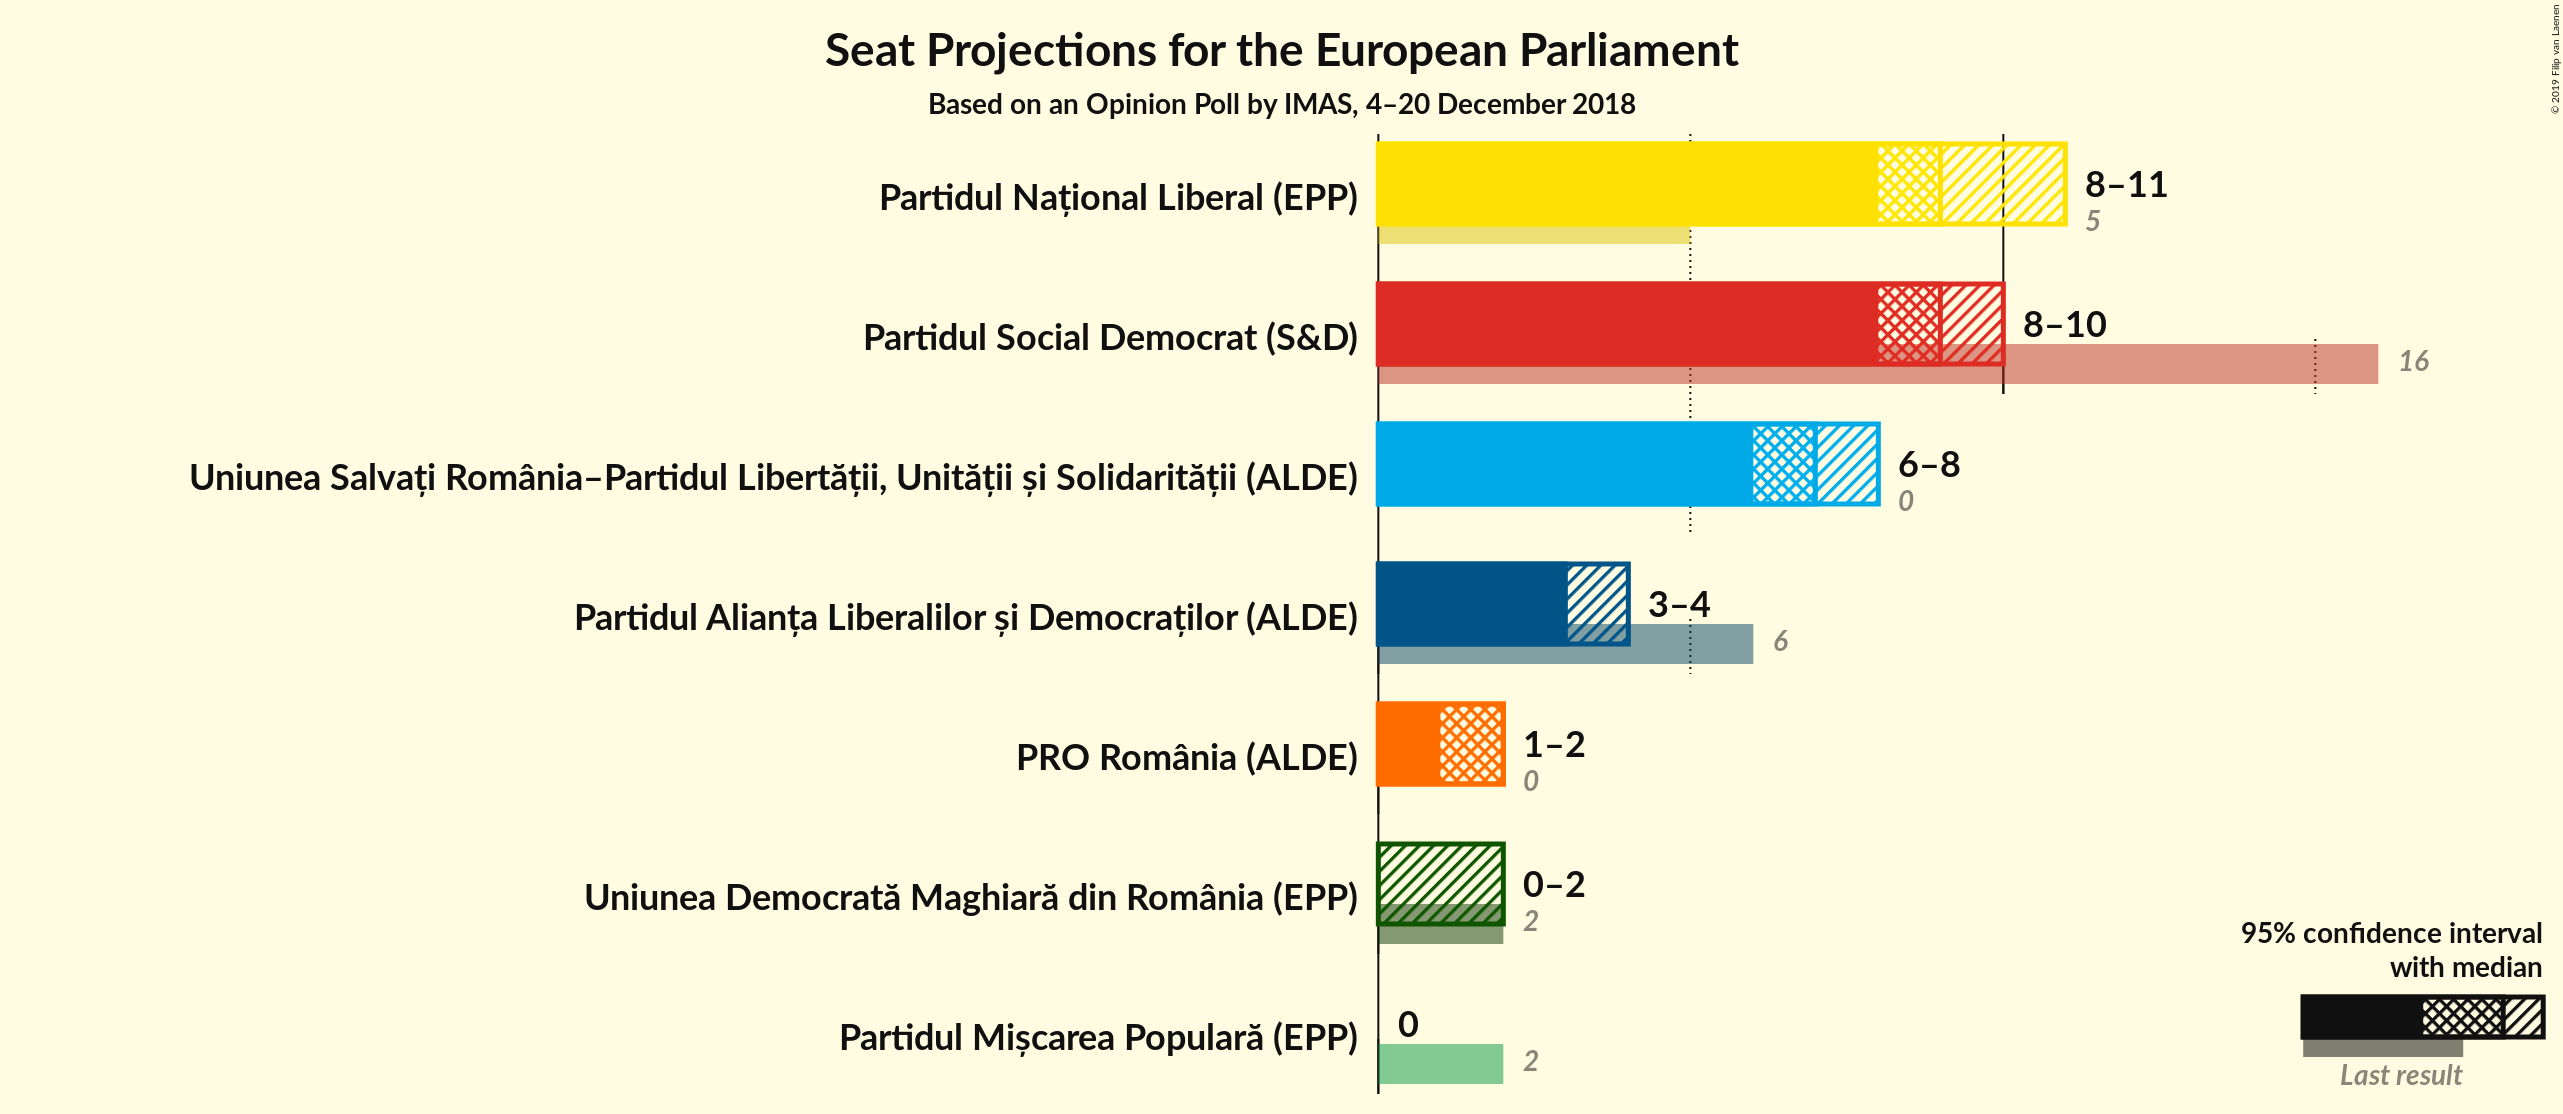 Seat Projections for the European Parliament
Based on an Opinion Poll by IMAS, 4–20 December 2018
© 2019 Filip van Laenen
Partidul Național Liberal (EPP)
8–11
5
Partidul Social Democrat (S&D)
8–10
16
Uniunea Salvați România–Partidul Libertății, Unității și Solidarității (ALDE)
6–8
0
Partidul Alianța Liberalilor și Democraților (ALDE)
3–4
6
PRO România (ALDE)
1–2
0
Uniunea Democrată Maghiară din România (EPP)
0–2
2
Partidul Mișcarea Populară (EPP)
0
2
95% confidence interval
with median
Last result